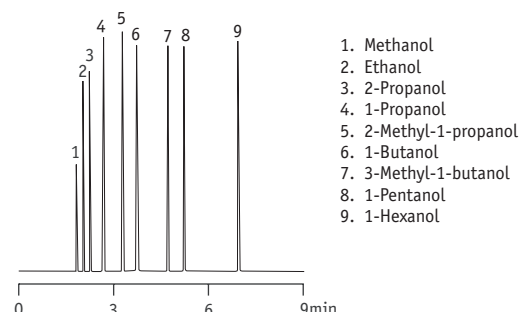 5
4
9
3
6
7 8
2
1
1. Methanol
2. Ethanol
3. 2-Propanol
4. 1-Propanol
5. 2-Methyl-1-propanol
6. 1-Butanol
7. 3-Methyl-1-butanol
8. 1-Pentanol
9. 1-Hexanol
0 3 6 9min